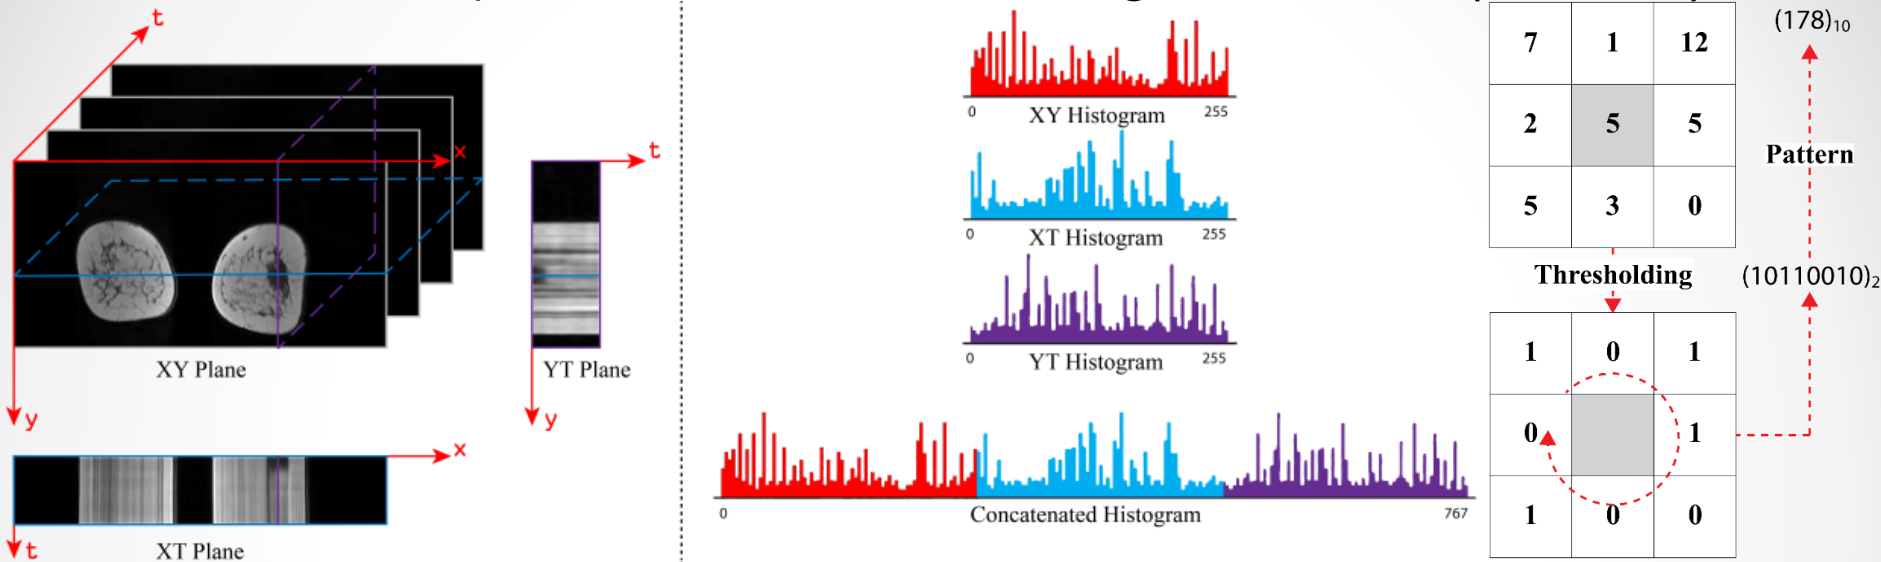 t
x
y
XY Plane
x
t
XT Plane
t
y
YT Plane
0 255
XY Histogram
0 255
XT Histogram
0 255
YT Histogram
0 767
Concatenated Histogram
7 1 12
2 5 5
5 3 0
Thresholding
1 0 1
0 1
1 0 0
(178)10
Pattern
(10110010)2